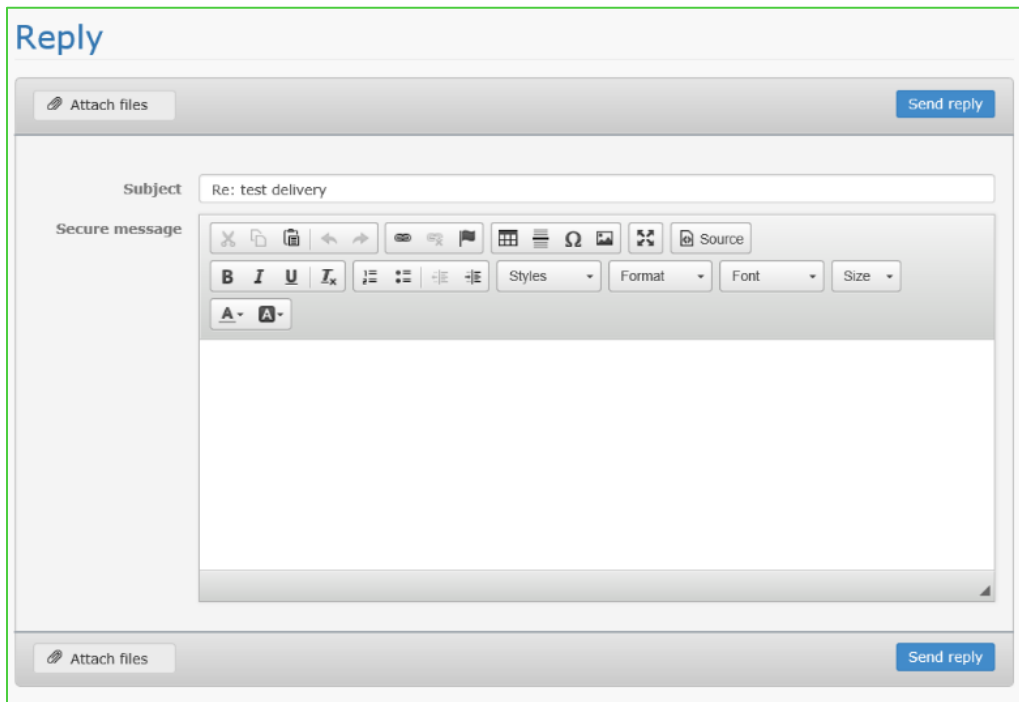 Reply
Attach files Send reply
Subject Re: test delivery
Secure message
Source
B I U Ix Styles Format Font Size
A A
Attach files Send reply